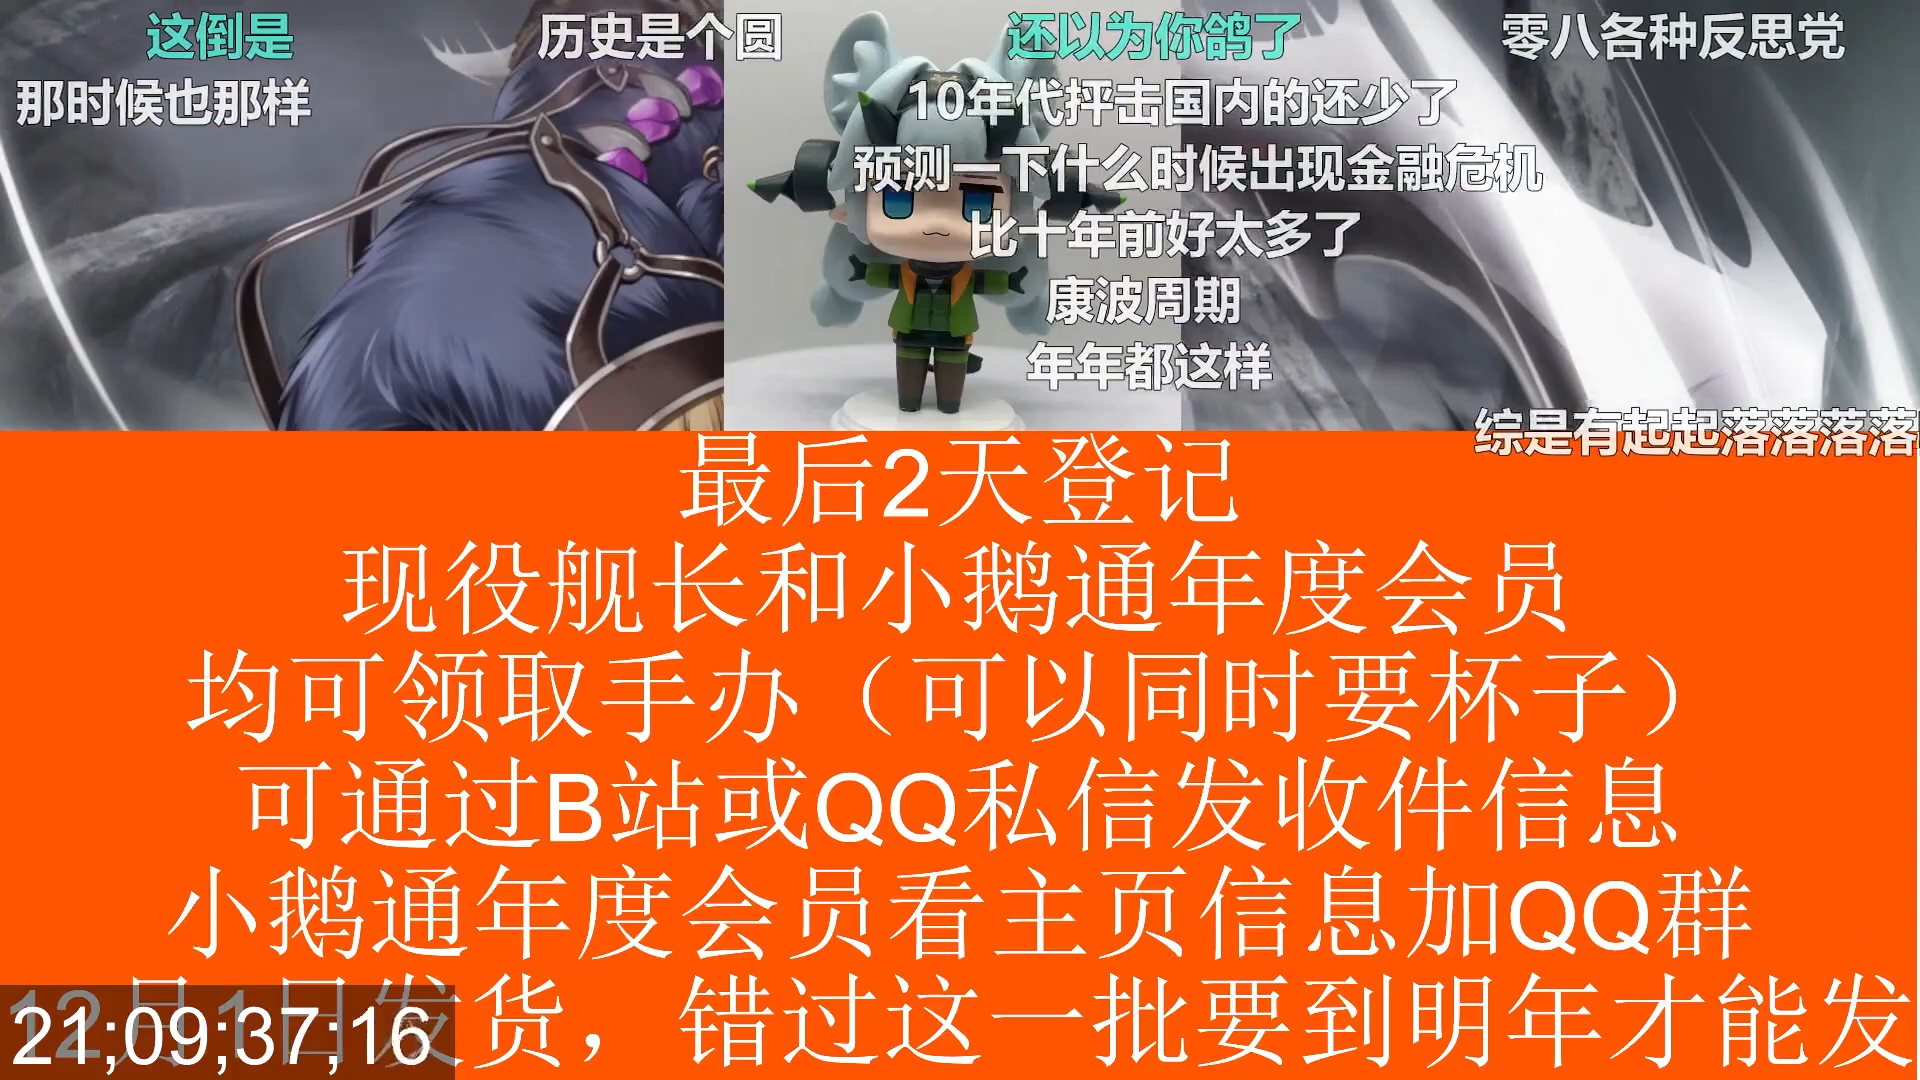 这倒是
历史是个圆
还以为你鸽了
零八各种反思党
那时候也那样
10年代抨击国内的还少了
预测一下什么时候出现金融危机
比十年前好太多了
康波周期
年年都这样
综是有起起落落落落
最后2天登记
现役舰长和小鹅通年度会员
均可领取手办（可以同时要杯子）
可通过B站或QQ私信发收件信息
小鹅通年度会员看主页信息加QQ群
12月1日发货，错过这一批要到明年才能发
21;09;37;16